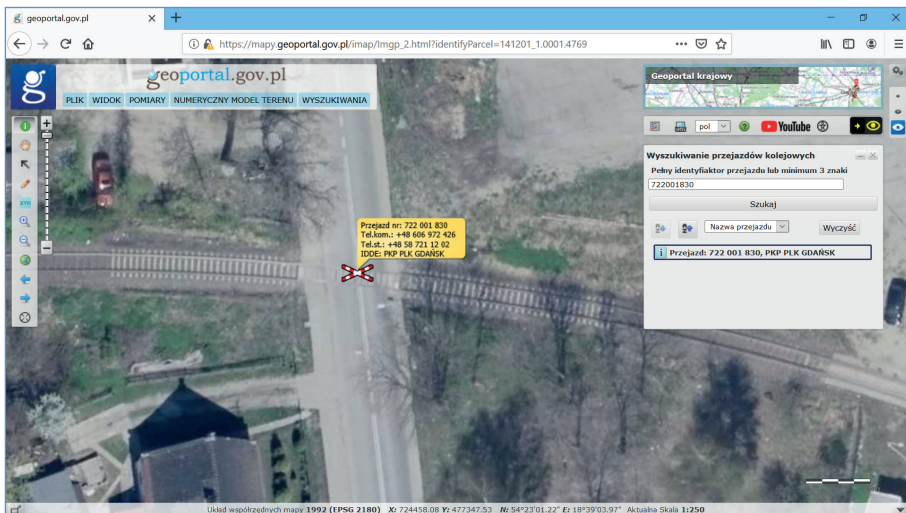 geoportal.gov.pl
https://mapy.geoportal.gov.pl/imap/Imgp_2.html?identifyParcel=141201_1.0001.4769
geoportal.gov.pl
PLIK WIDOK POMIARY NUMERYCZNY MODEL TERENU WYSZUKIWANIA
Geoportal krajowy
pol YouTube
Wyszukiwanie przejazdów kolejowych
Pełny identyfiaktor przejazdu lub minimum 3 znaki
722001830
Szukaj
Nazwa przejazdu Wyczyść
i Przejazd: 722 001 830, PKP PLK GDAŃSK
Przejazd nr: 722 001 830
Tel.kom.: +48 606 972 426
Tel.st.: +48 58 721 12 02
IDDE: PKP PLK GDAŃSK
XYH
Układ współrzędnych mapy 1992 (EPSG 2180) X: 724458.08 Y: 477347.53 N: 54°23'01.22" E: 18°39'03.97" Aktualna Skala 1:250